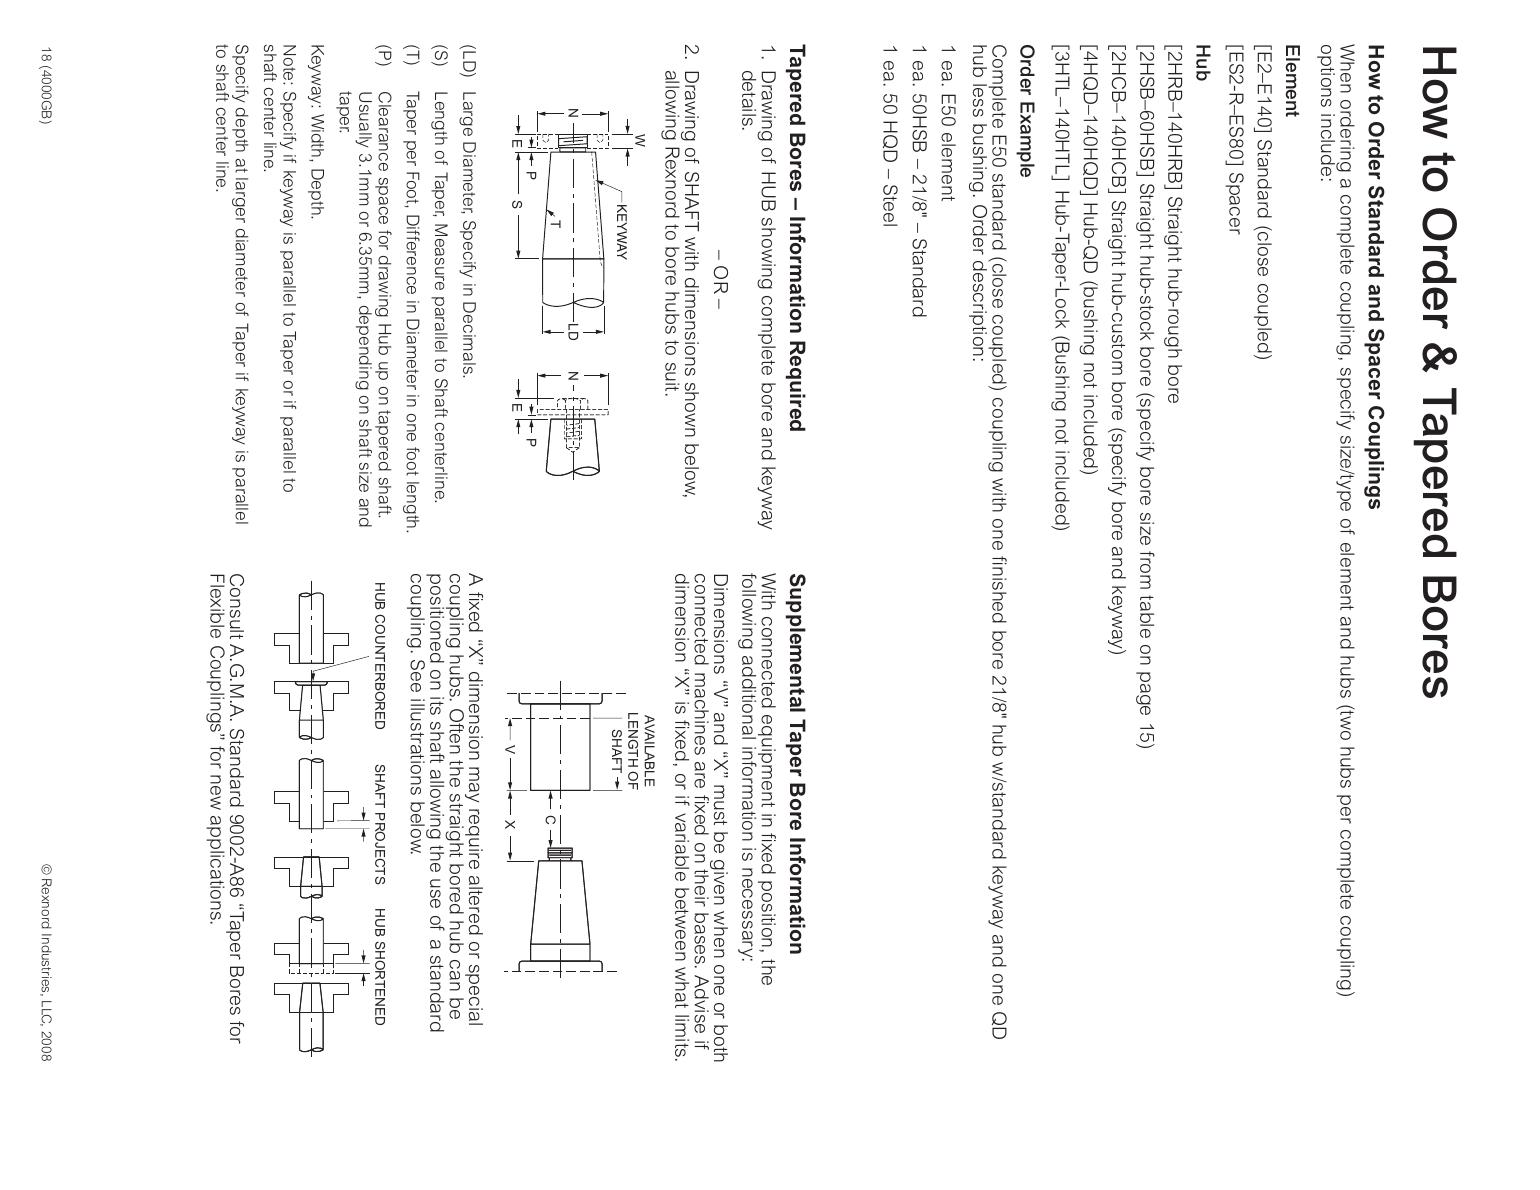 How to Order & Tapered Bores
How to Order Standard and Spacer Couplings
When ordering a complete coupling, specify size/type of element and hubs (two hubs per complete coupling)
options include:
Element
[E2–E140] Standard (close coupled)
[ES2-R–ES80] Spacer
Hub
[2HRB–140HRB] Straight hub-rough bore
[2HSB–60HSB] Straight hub-stock bore (specify bore size from table on page 15)
[2HCB–140HCB] Straight hub-custom bore (specify bore and keyway)
[4HQD–140HQD] Hub-QD (bushing not included)
[3HTL–140HTL] Hub-Taper-Lock (Bushing not included)
Order Example
Complete E50 standard (close coupled) coupling with one finished bore 21/8" hub w/standard keyway and one QD
hub less bushing. Order description:
1 ea. E50 element
1 ea. 50HSB – 21/8" – Standard
1 ea. 50 HQD – Steel
Tapered Bores – Information Required
1. Drawing of HUB showing complete bore and keyway
details.
– OR –
2. Drawing of SHAFT with dimensions shown below,
allowing Rexnord to bore hubs to suit.
W
KEYWAY
N
T
LD
E
P
S
N
E
P
(LD) Large Diameter, Specify in Decimals.
(S) Length of Taper, Measure parallel to Shaft centerline.
(T) Taper per Foot, Difference in Diameter in one foot length.
(P) Clearance space for drawing Hub up on tapered shaft.
Usually 3.1mm or 6.35mm, depending on shaft size and
taper.
Keyway: Width, Depth.
Note: Specify if keyway is parallel to Taper or if parallel to
shaft center line.
Specify depth at larger diameter of Taper if keyway is parallel
to shaft center line.
Supplemental Taper Bore Information
With connected equipment in fixed position, the
following additional information is necessary:
Dimensions “V” and “X” must be given when one or both
connected machines are fixed on their bases. Advise if
dimension “X” is fixed, or if variable between what limits.
AVAILABLE
LENGTH OF
SHAFT
C
V
X
A fixed “X” dimension may require altered or special
coupling hubs. Often the straight bored hub can be
positioned on its shaft allowing the use of a standard
coupling. See illustrations below.
HUB COUNTERBORED
SHAFT PROJECTS
HUB SHORTENED
Consult A.G.M.A. Standard 9002-A86 “Taper Bores for
Flexible Couplings” for new applications.
18 (4000GB)
© Rexnord Industries, LLC, 2008